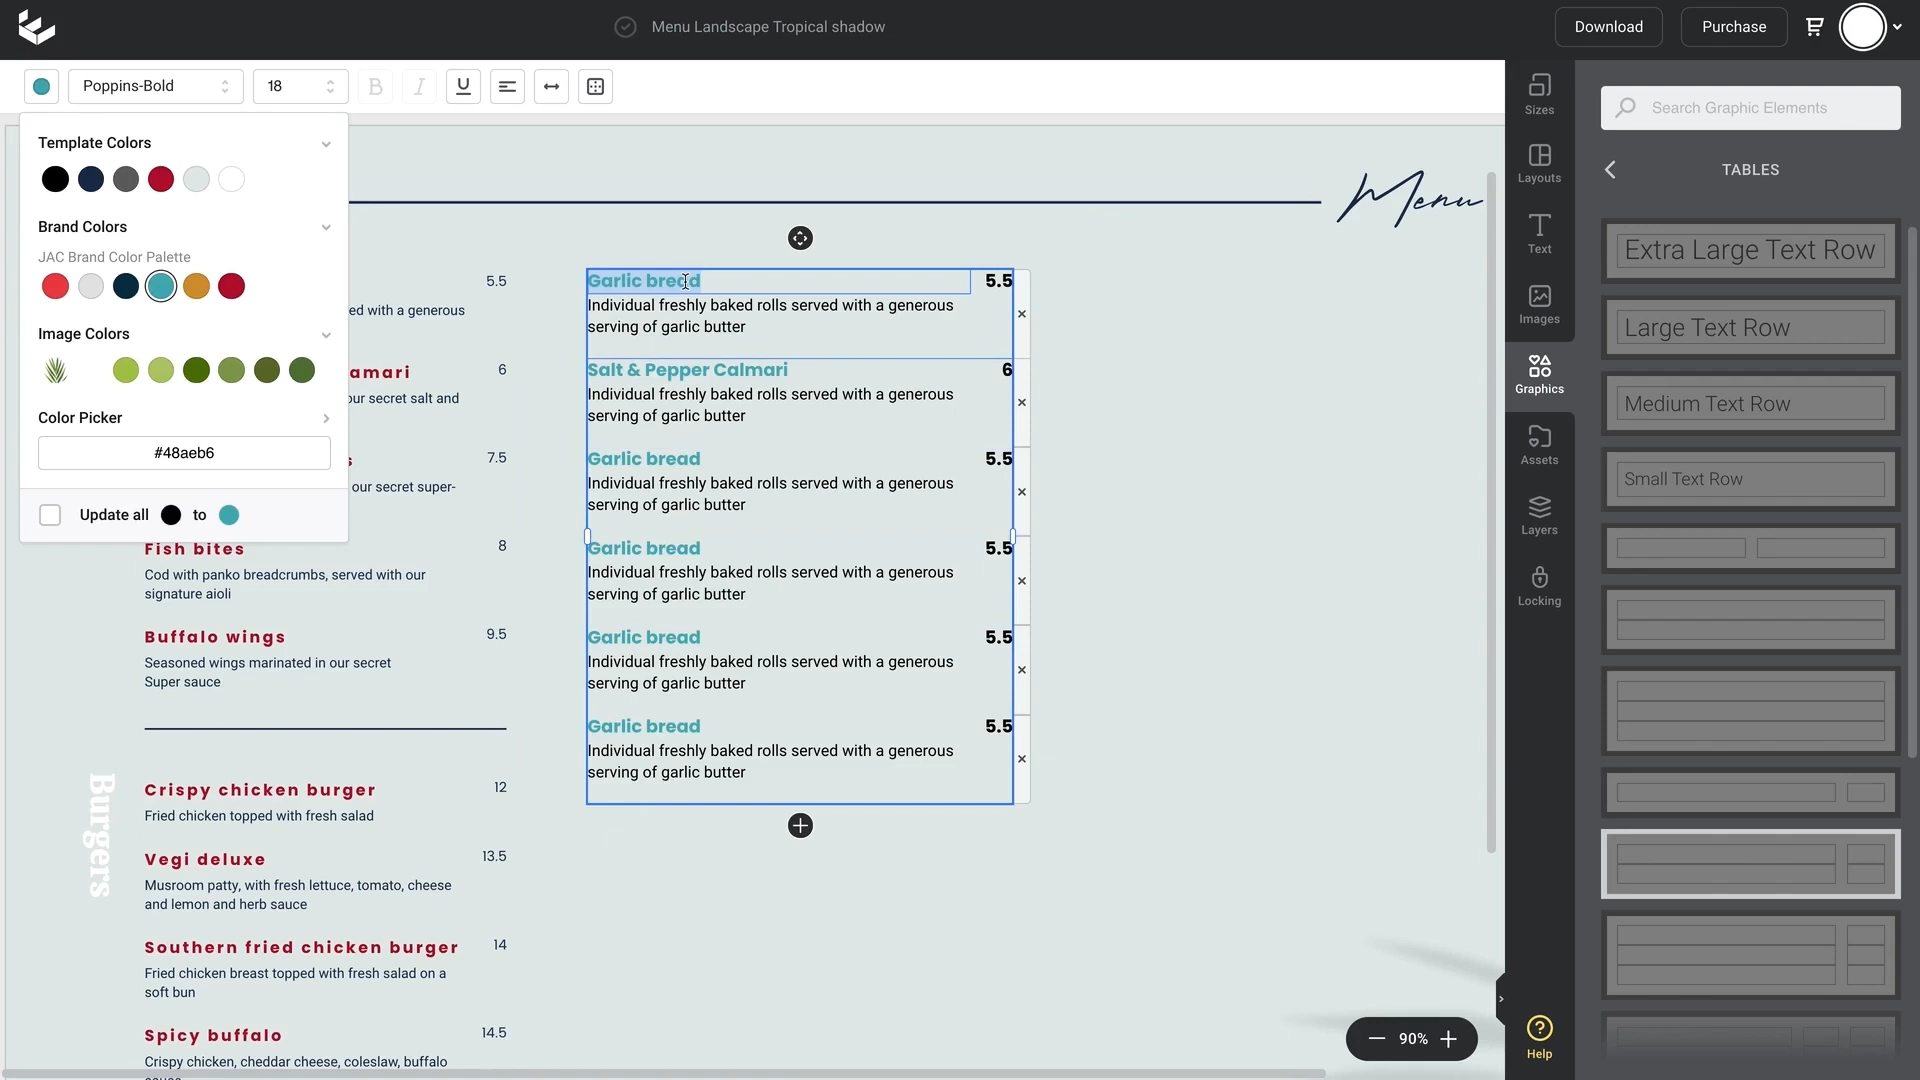 Menu Landscape Tropical shadow
Download
Purchase
Poppins-Bold
18
B
I
U
Template Colors
Brand Colors
JAC Brand Color Palette
Image Colors
Color Picker
#48aeb6
Update all
to
Menu
5.5
ed with a generous
amari
6
our secret salt and
s
7.5
our secret super-
Fish bites
8
Cod with panko breadcrumbs, served with our
signature aioli
Buffalo wings
9.5
Seasoned wings marinated in our secret
Super sauce
Burgers
Crispy chicken burger
12
Fried chicken topped with fresh salad
Vegi deluxe
13.5
Musroom patty, with fresh lettuce, tomato, cheese
and lemon and herb sauce
Southern fried chicken burger
14
Fried chicken breast topped with fresh salad on a
soft bun
Spicy buffalo
14.5
Crispy chicken, cheddar cheese, coleslaw, buffalo
Garlic bread
5.5
Individual freshly baked rolls served with a generous
serving of garlic butter
Salt & Pepper Calmari
6
Individual freshly baked rolls served with a generous
serving of garlic butter
Garlic bread
5.5
Individual freshly baked rolls served with a generous
serving of garlic butter
Garlic bread
5.5
Individual freshly baked rolls served with a generous
serving of garlic butter
Garlic bread
5.5
Individual freshly baked rolls served with a generous
serving of garlic butter
Garlic bread
5.5
Individual freshly baked rolls served with a generous
serving of garlic butter
90%
Sizes
Layouts
Text
Images
Graphics
Assets
Layers
Locking
Help
Search Graphic Elements
TABLES
Extra Large Text Row
Large Text Row
Medium Text Row
Small Text Row